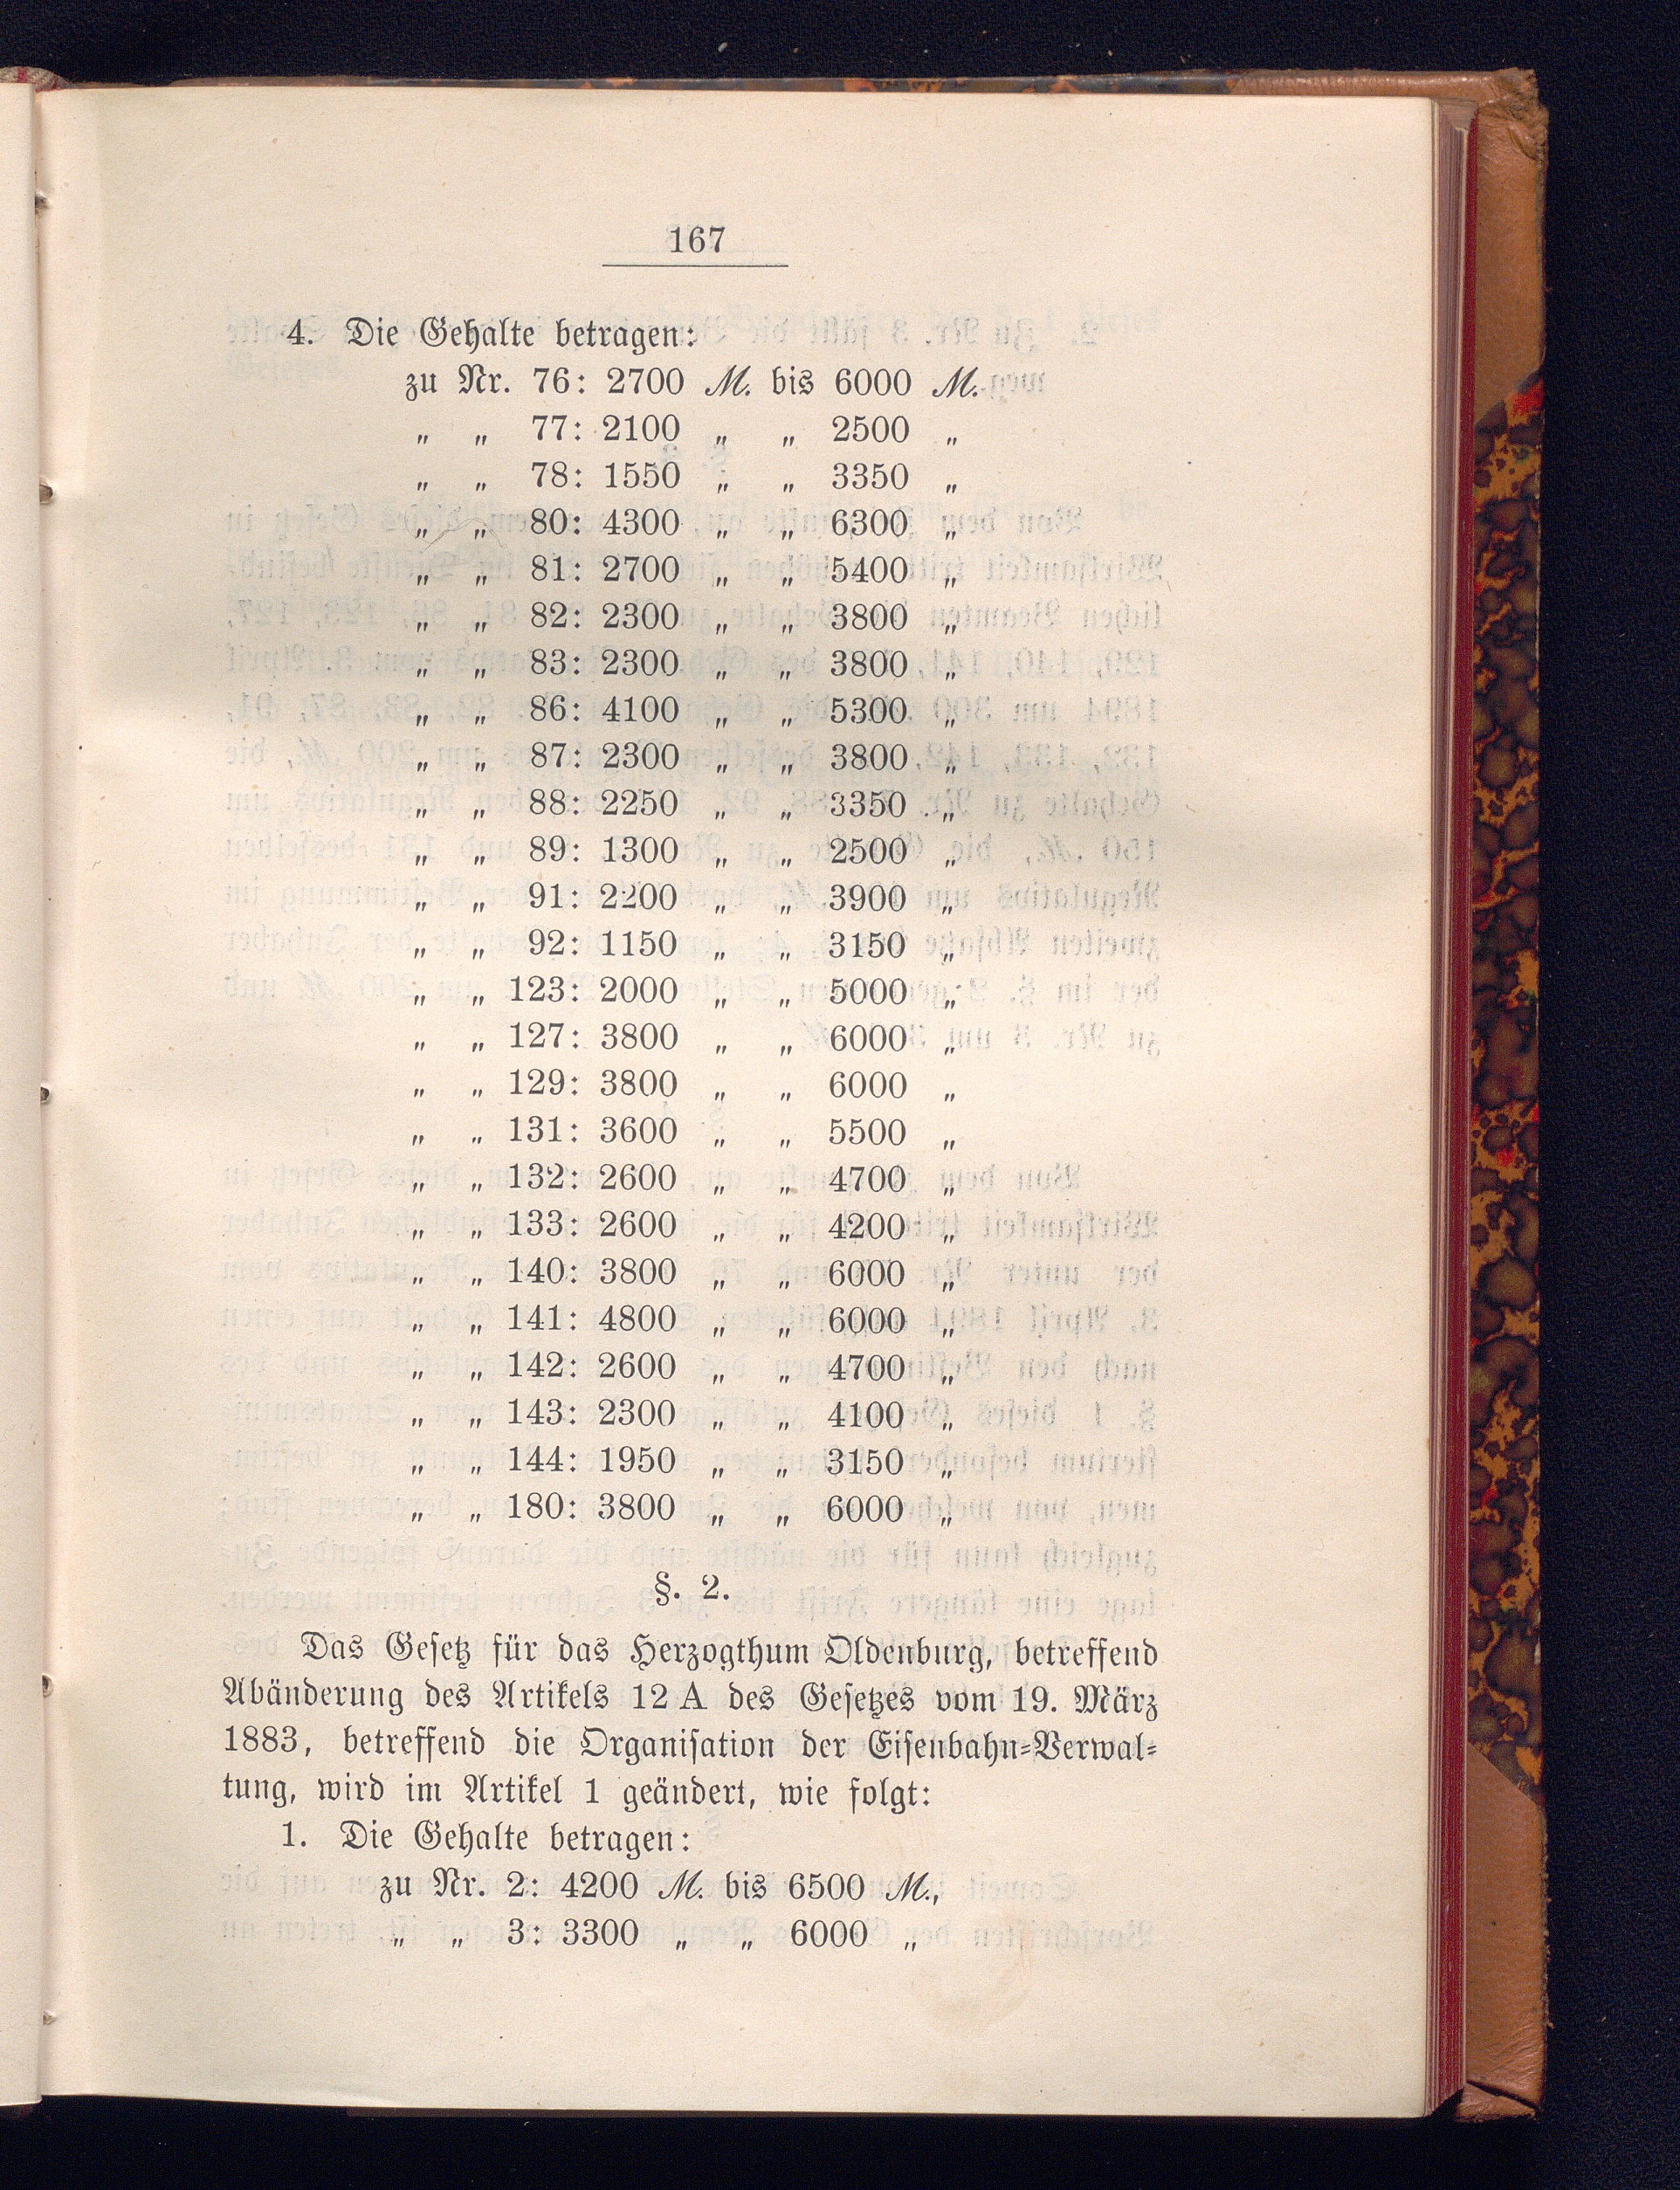 167
4. Die Gehalte betragen:
zu Nr. 76: 2700 M. bis 6000 M.
„ „ 77: 2100 „ „ 2500 „
„ „ 78: 1550 „ „ 3350 „
„ „ 80: 4300 „ „ 6300 „
„ „ 81: 2700 „ „ 5400 „
„ „ 82: 2300 „ „ 3800 „
„ „ 83: 2300 „ „ 3800 „
„ „ 86: 4100 „ „ 5300 „
„ „ 87: 2300 „ „ 3800 „
„ „ 88: 2250 „ „ 3350 „
„ „ 89: 1300 „ „ 2500 „
„ „ 91: 2200 „ „ 3900 „
„ „ 92: 1150 „ „ 3150 „
„ „ 123: 2000 „ „ 5000 „
„ „ 127: 3800 „ „ 6000 „
„ „ 129: 3800 „ „ 6000 „
„ „ 131: 3600 „ „ 5500 „
„ „ 132: 2600 „ „ 4700 „
„ „ 133: 2600 „ „ 4200 „
„ „ 140: 3800 „ „ 6000 „
„ „ 141: 4800 „ „ 6000 „
„ „ 142: 2600 „ „ 4700 „
„ „ 143: 2300 „ „ 4100 „
„ „ 144: 1950 „ „ 3150 „
„ „ 180: 3800 „ „ 6000 „
§. 2.
Das Gesetz für das Herzogthum Oldenburg, betreffend
Abänderung des Artikels 12 A des Gesetzes vom 19. März
1883, betreffend die Organisation der Eisenbahn-Verwal-
tung, wird im Artikel 1 geändert, wie folgt:
1. Die Gehalte betragen:
zu Nr. 2: 4200 M. bis 6500 M.,
„ „ 3: 3300 „ „ 6000 „